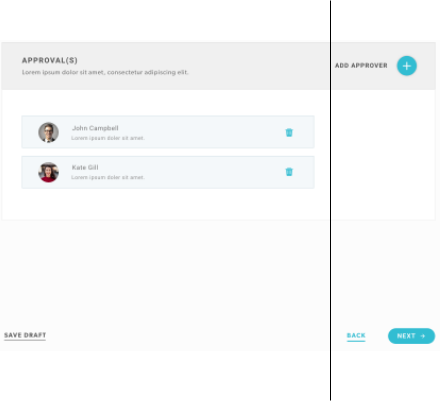 APPROVAL(S)
Lorem ipsum dolor sit amet, consectetur adipiscing elit.
ADD APPROVER
John Campbell
Lorem ipsum dolor sit amet.
Kate Gill
Lorem ipsum dolor sit amet.
SAVE DRAFT
BACK
NEXT